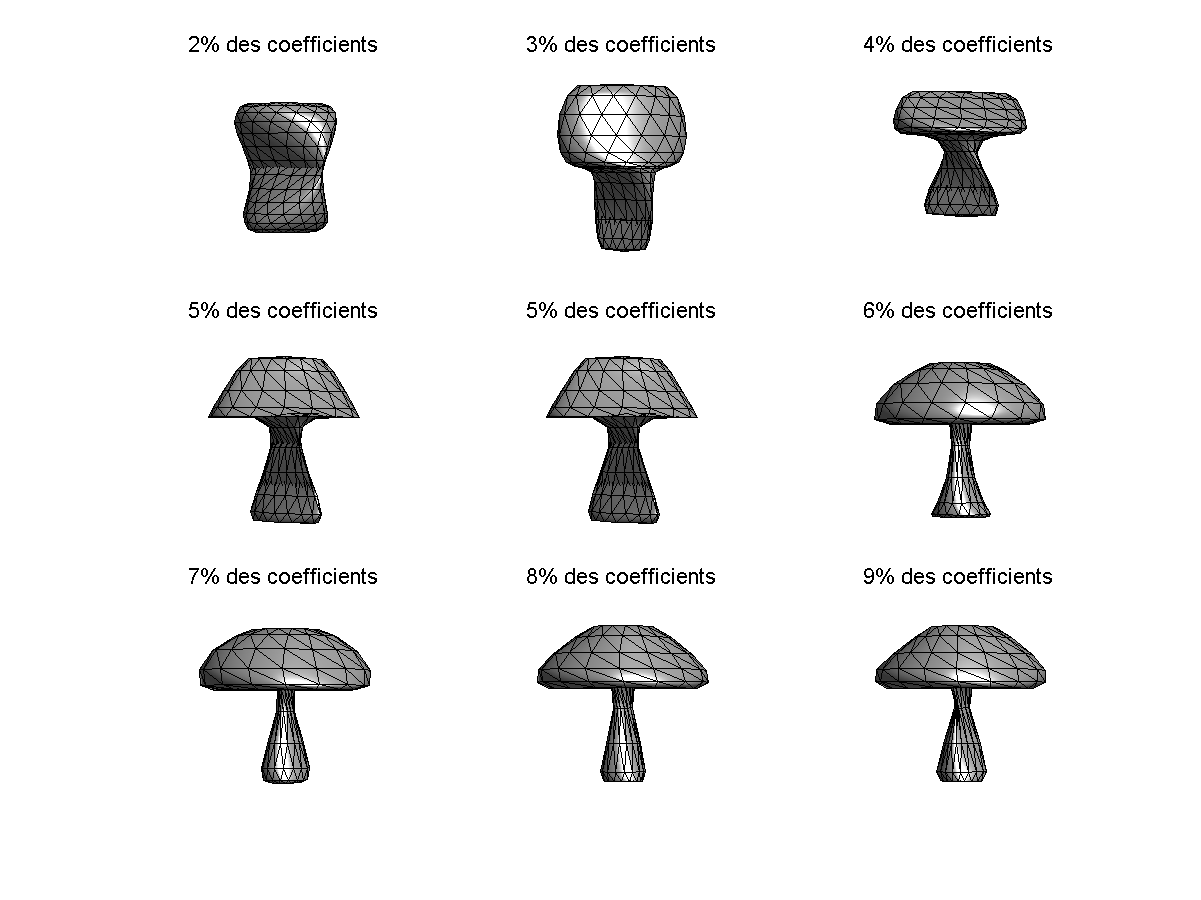 2% des coefficients
3% des coefficients
4% des coefficients
5% des coefficients
5% des coefficients
6% des coefficients
7% des coefficients
8% des coefficients
9% des coefficients